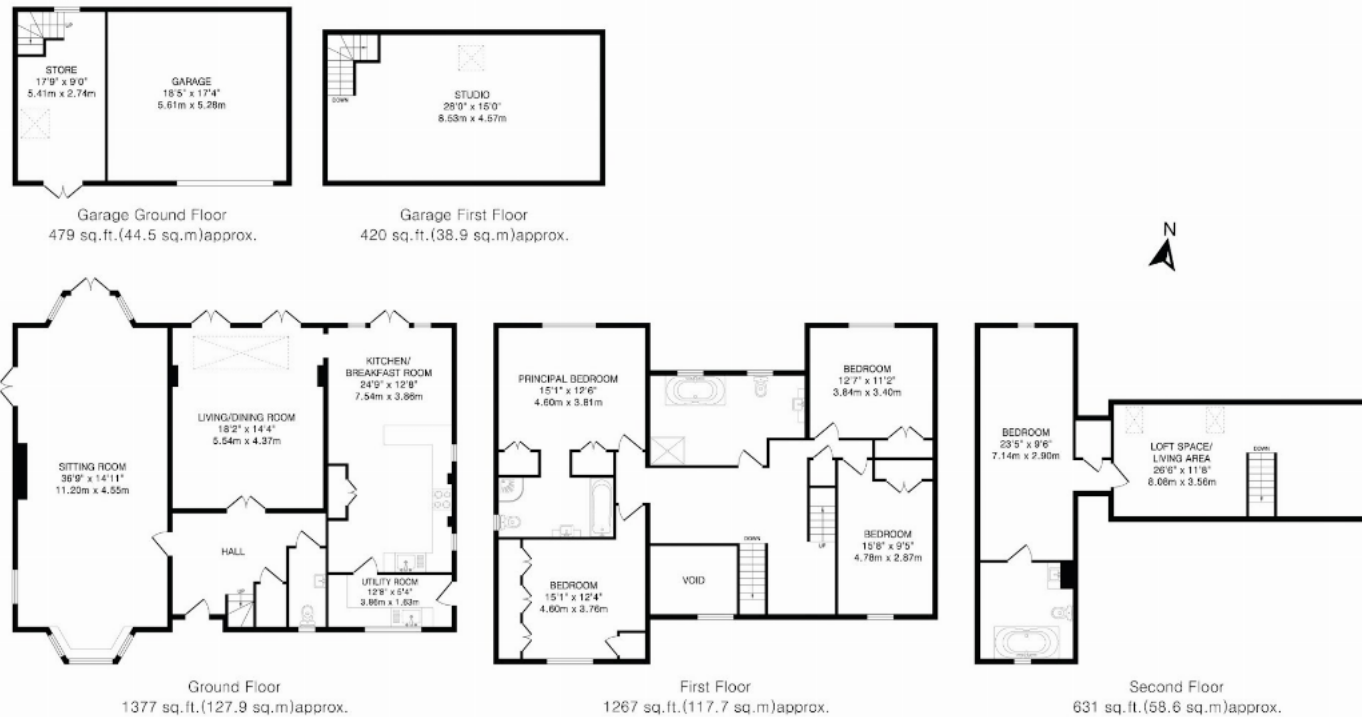 UP
STORE
17'9" x 9'0"
5.41m x 2.74m
GARAGE
18'5" x 17'4"
5.61m x 5.28m
Garage Ground Floor
479 sq.ft.(44.5 sq.m)approx.
DOWN
STUDIO
28'0" x 15'0"
8.53m x 4.57m
Garage First Floor
420 sq.ft.(38.9 sq.m)approx.
N
SITTING ROOM
36'9" x 14'11"
11.20m x 4.55m
LIVING/DINING ROOM
18'2" x 14'4"
5.54m x 4.37m
KITCHEN/
BREAKFAST ROOM
24'9" x 12'8"
7.54m x 3.86m
HALL
UP
UTILITY ROOM
12'8" x 5'4"
3.86m x 1.63m
Ground Floor
1377 sq.ft.(127.9 sq.m)approx.
PRINCIPAL BEDROOM
15'1" x 12'6"
4.60m x 3.81m
BEDROOM
12'7" x 11'2"
3.84m x 3.40m
BEDROOM
15'8" x 9'5"
4.78m x 2.87m
UP
DOWN
VOID
BEDROOM
15'1" x 12'4"
4.60m x 3.76m
First Floor
1267 sq.ft.(117.7 sq.m)approx.
BEDROOM
23'5" x 9'6"
7.14m x 2.90m
LOFT SPACE/
LIVING AREA
26'6" x 11'8"
8.08m x 3.56m
DOWN
Second Floor
631 sq.ft.(58.6 sq.m)approx.